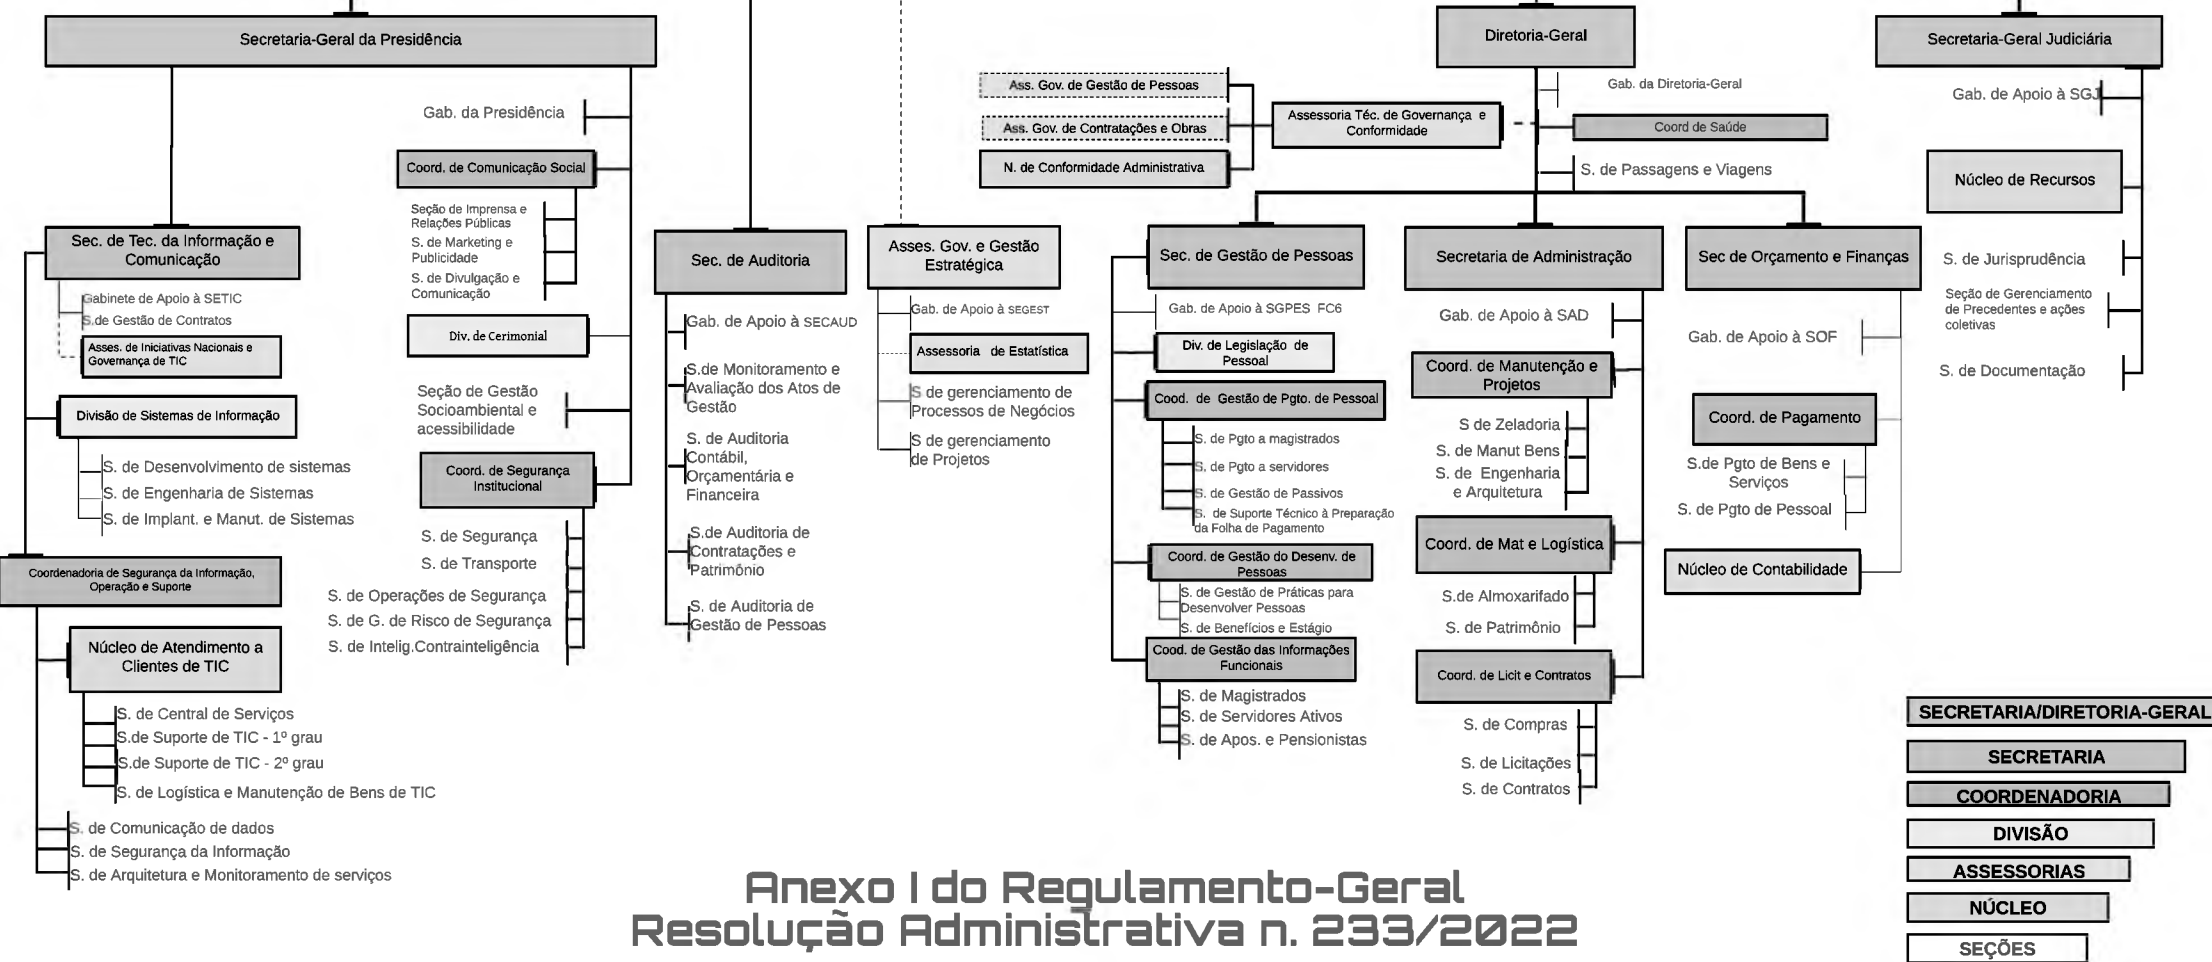 Secretaria-Geral da Presidência
Gab. da Presidência
Coord. de Comunicação Social
Seção de Imprensa e
Relações Públicas
S. de Marketing e
Publicidade
S. de Divulgação e
Comunicação
Div. de Cerimonial
Seção de Gestão
Socioambiental e
acessibilidade
Coord. de Segurança
Institucional
S. de Segurança
S. de Transporte
S. de Operações de Segurança
S. de G. de Risco de Segurança
S. de Intelig.Contrainteligência
Sec. de Tec. da Informação e
Comunicação
Gabinete de Apoio à SETIC
S.de Gestão de Contratos
Asses. de Iniciativas Nacionais e
Governança de TIC
Divisão de Sistemas de Informação
S. de Desenvolvimento de sistemas
S. de Engenharia de Sistemas
S. de Implant. e Manut. de Sistemas
Coordenadoria de Segurança da Informação,
Operação e Suporte
Núcleo de Atendimento a
Clientes de TIC
S. de Central de Serviços
S.de Suporte de TIC - 1º grau
S.de Suporte de TIC - 2º grau
S. de Logística e Manutenção de Bens de TIC
S. de Comunicação de dados
S. de Segurança da Informação
S. de Arquitetura e Monitoramento de serviços
Sec. de Auditoria
Gab. de Apoio à SECAUD
S.de Monitoramento e
Avaliação dos Atos de
Gestão
S. de Auditoria
Contábil,
Orçamentária e
Financeira
S.de Auditoria de
Contratações e
Patrimônio
S. de Auditoria de
Gestão de Pessoas
Asses. Gov. e Gestão
Estratégica
Gab. de Apoio à SEGEST
Assessoria de Estatística
S de gerenciamento de
Processos de Negócios
S de gerenciamento
de Projetos
Diretoria-Geral
Gab. da Diretoria-Geral
Ass. Gov. de Gestão de Pessoas
Ass. Gov. de Contratações e Obras
N. de Conformidade Administrativa
Assessoria Téc. de Governança e
Conformidade
Coord de Saúde
S. de Passagens e Viagens
Sec. de Gestão de Pessoas
Gab. de Apoio à SGPES FC6
Div. de Legislação de
Pessoal
Cood. de Gestão de Pgto. de Pessoal
S. de Pgto a magistrados
S. de Pgto a servidores
S. de Gestão de Passivos
S. de Suporte Técnico à Preparação
da Folha de Pagamento
Coord. de Gestão do Desenv. de
Pessoas
S. de Gestão de Práticas para
Desenvolver Pessoas
S. de Benefícios e Estágio
Cood. de Gestão das Informações
Funcionais
S. de Magistrados
S. de Servidores Ativos
S. de Apos. e Pensionistas
Secretaria de Administração
Gab. de Apoio à SAD
Coord. de Manutenção e
Projetos
S de Zeladoria
S. de Manut Bens
S. de Engenharia
e Arquitetura
Coord. de Mat e Logística
S.de Almoxarifado
S. de Patrimônio
Coord. de Licit e Contratos
S. de Compras
S. de Licitações
S. de Contratos
Sec de Orçamento e Finanças
Gab. de Apoio à SOF
Coord. de Pagamento
S.de Pgto de Bens e
Serviços
S. de Pgto de Pessoal
Núcleo de Contabilidade
Secretaria-Geral Judiciária
Gab. de Apoio à SGJ
Núcleo de Recursos
S. de Jurisprudência
Seção de Gerenciamento
de Precedentes e ações
coletivas
S. de Documentação
SECRETARIA/DIRETORIA-GERAL
SECRETARIA
COORDENADORIA
DIVISÃO
ASSESSORIAS
NÚCLEO
SEÇÕES
Anexo I do Regulamento-Geral
Resolução Administrativa n. 233/2022